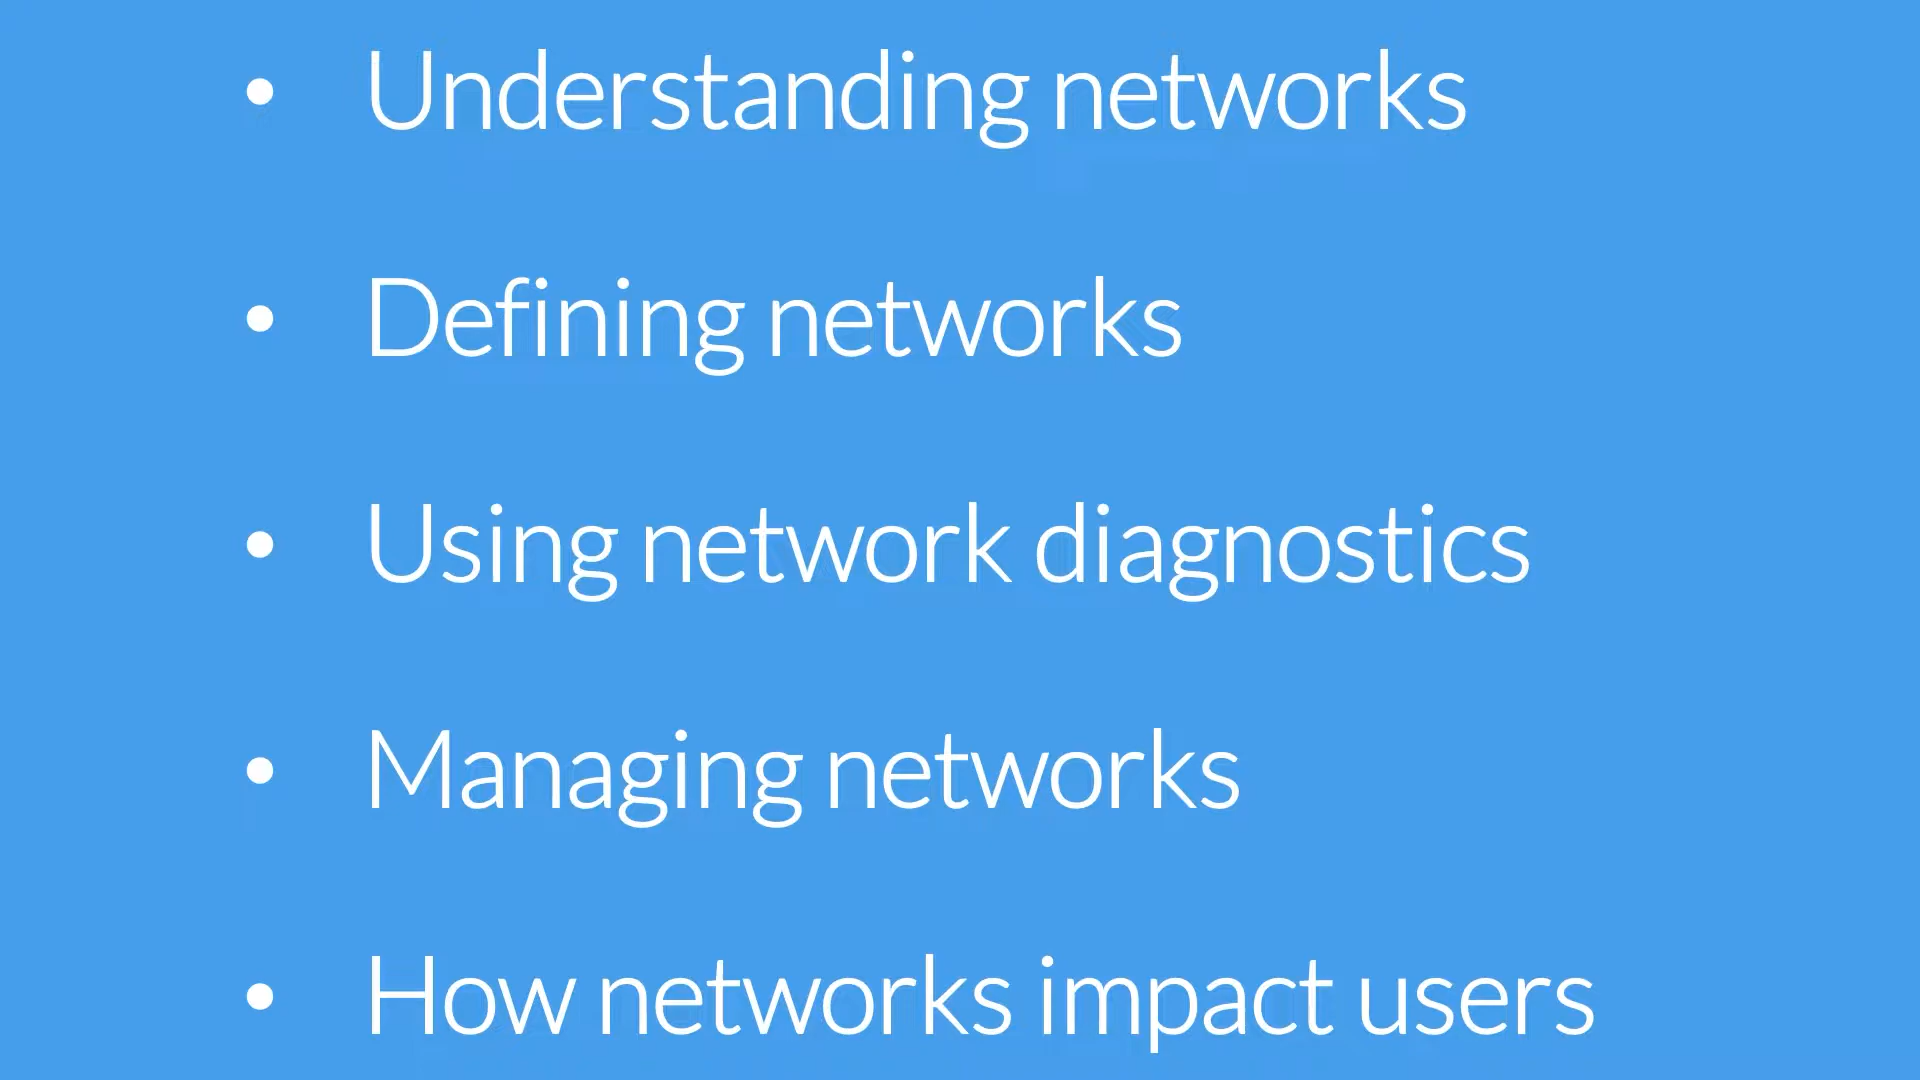 • Understanding networks
• Defining networks
• Using network diagnostics
• Managing networks
• How networks impact users